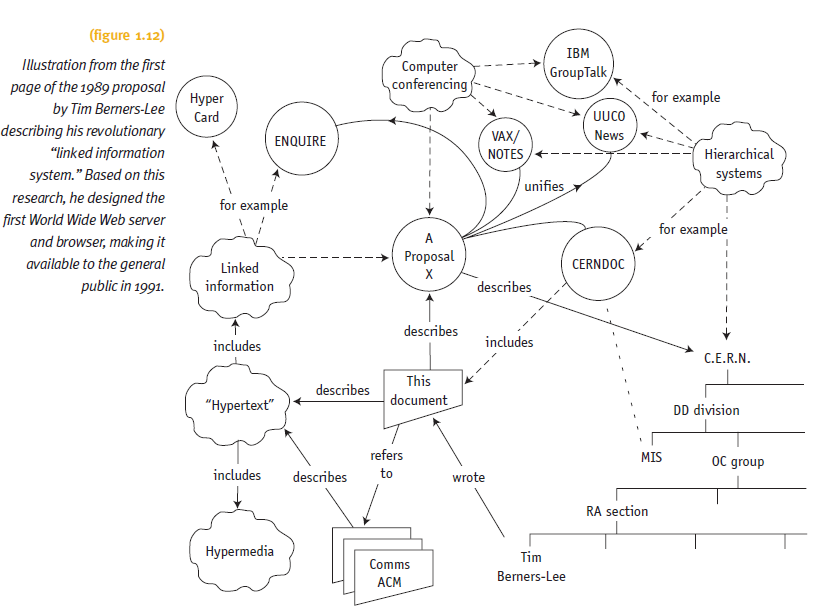 (figure 1.12)
Illustration from the first
page of the 1989 proposal
by Tim Berners-Lee
describing his revolutionary
“linked information
system.” Based on this
research, he designed the
first World Wide Web server
and browser, making it
available to the general
public in 1991.
IBM
GroupTalk
Computer
conferencing
for example
Hyper
Card
UUCO
News
ENQUIRE
VAX/
NOTES
Hierarchical
systems
unifies
for example
for example
A
Proposal
X
CERNDOC
Linked
information
describes
describes
includes
includes
C.E.R.N.
This
document
describes
“Hypertext”
DD division
refers
to
MIS
OC group
includes
describes
wrote
RA section
Hypermedia
Comms
ACM
Tim
Berners-Lee